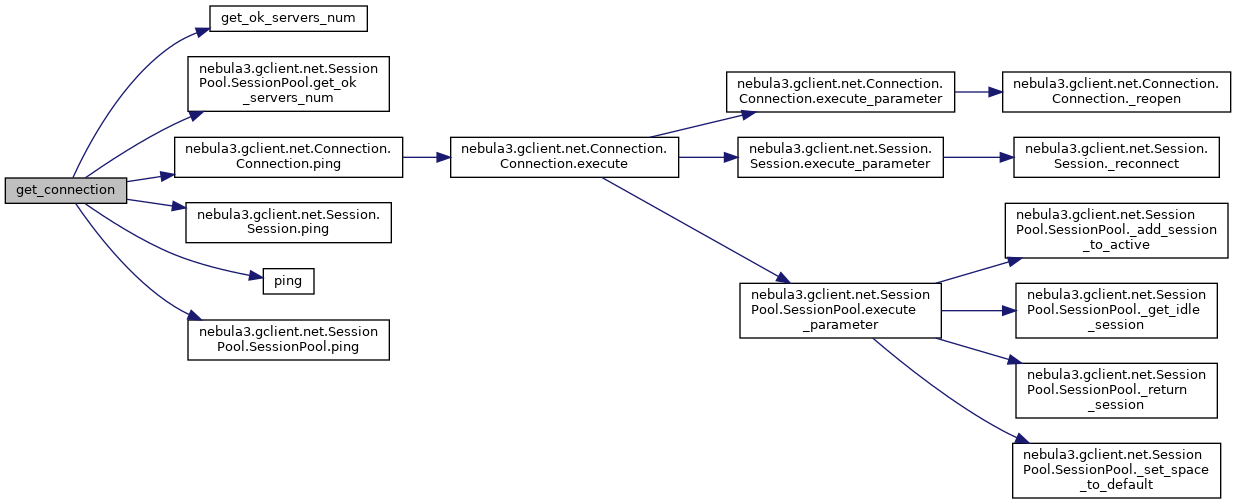 get_connection
get_ok_servers_num
nebula3.gclient.net.Session
Pool.SessionPool.get_ok
_servers_num
nebula3.gclient.net.Connection.
Connection.ping
nebula3.gclient.net.Session.
Session.ping
ping
nebula3.gclient.net.Session
Pool.SessionPool.ping
nebula3.gclient.net.Connection.
Connection.execute
nebula3.gclient.net.Connection.
Connection.execute_parameter
nebula3.gclient.net.Session.
Session.execute_parameter
nebula3.gclient.net.Session
Pool.SessionPool.execute
_parameter
nebula3.gclient.net.Connection.
Connection._reopen
nebula3.gclient.net.Session.
Session._reconnect
nebula3.gclient.net.Session
Pool.SessionPool._add_session
_to_active
nebula3.gclient.net.Session
Pool.SessionPool._get_idle
_session
nebula3.gclient.net.Session
Pool.SessionPool._return
_session
nebula3.gclient.net.Session
Pool.SessionPool._set_space
_to_default